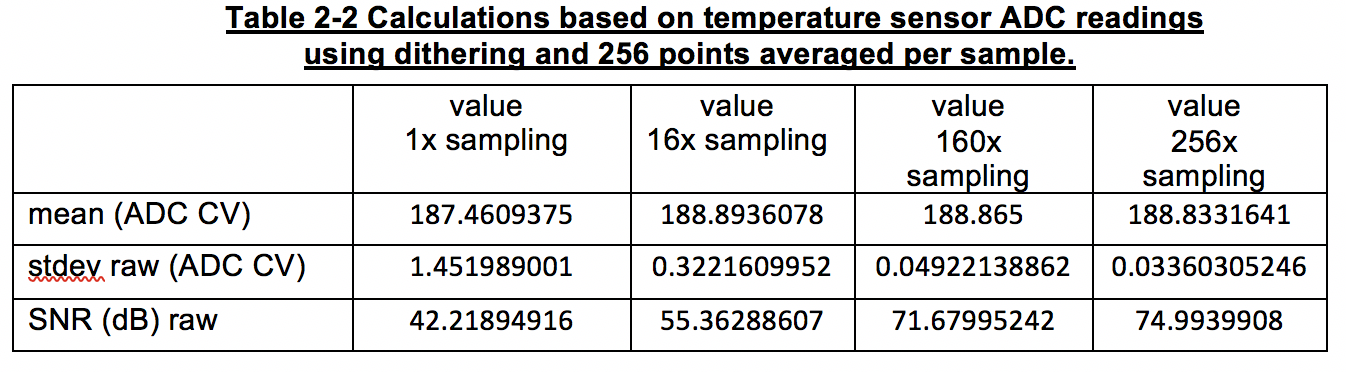 Table 2-2 Calculations based on temperature sensor ADC readings
using dithering and 256 points averaged per sample.
value
1x sampling
value
16x sampling
value
160x
sampling
value
256x
sampling
mean (ADC CV) 187.4609375 188.8936078 188.865 188.8331641
stdev raw (ADC CV) 1.451989001 0.3221609952 0.04922138862 0.03360305246
SNR (dB) raw 42.21894916 55.36288607 71.67995242 74.9939908